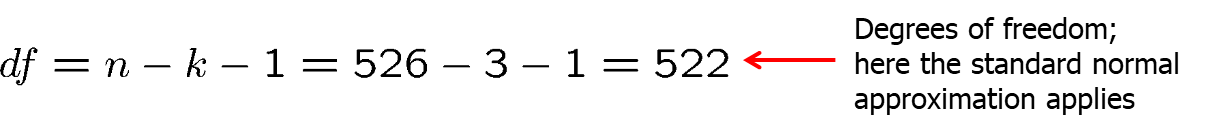 df = n − k − 1 = 526 − 3 − 1 = 522
Degrees of freedom;
here the standard normal
approximation applies